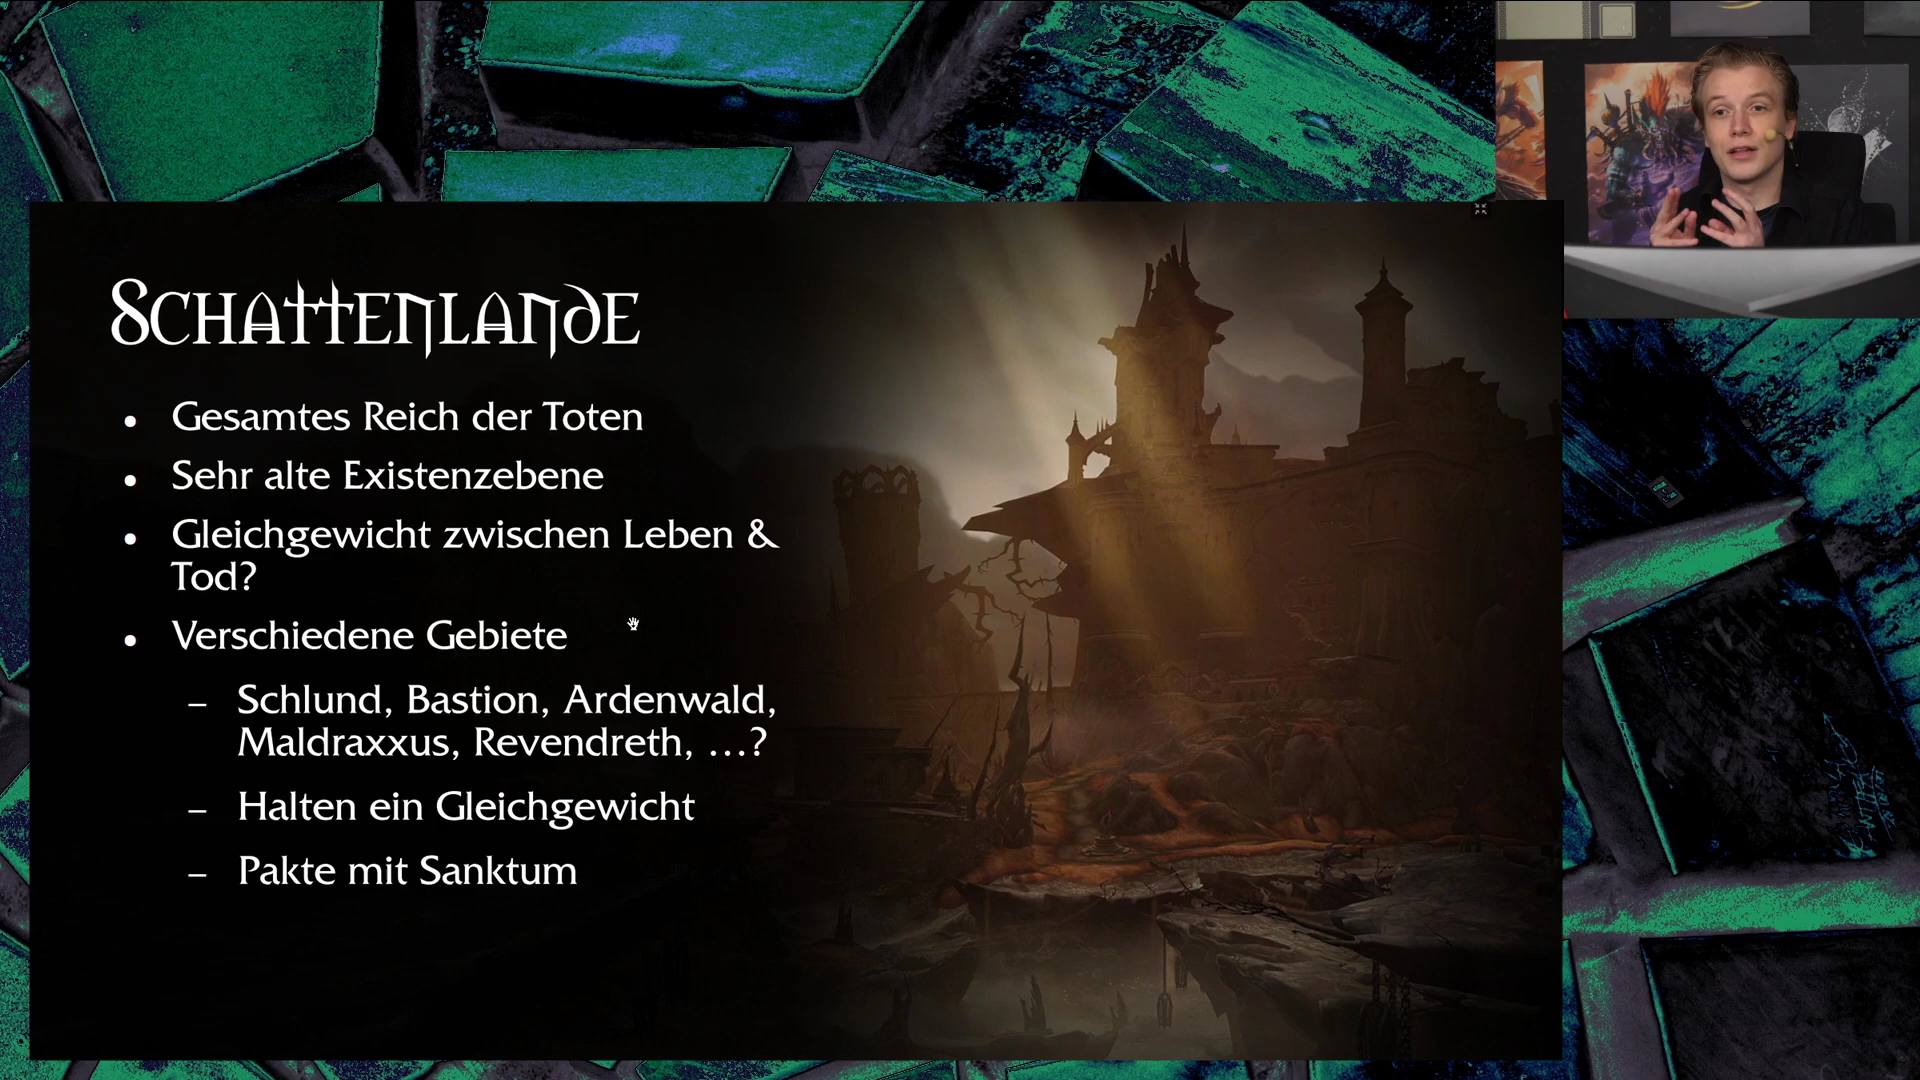 Schattenlande
• Gesamtes Reich der Toten
• Sehr alte Existenzebene
• Gleichgewicht zwischen Leben &
Tod?
• Verschiedene Gebiete
– Schlund, Bastion, Ardenwald,
Maldraxxus, Revendreth, …?
– Halten ein Gleichgewicht
– Pakte mit Sanktum